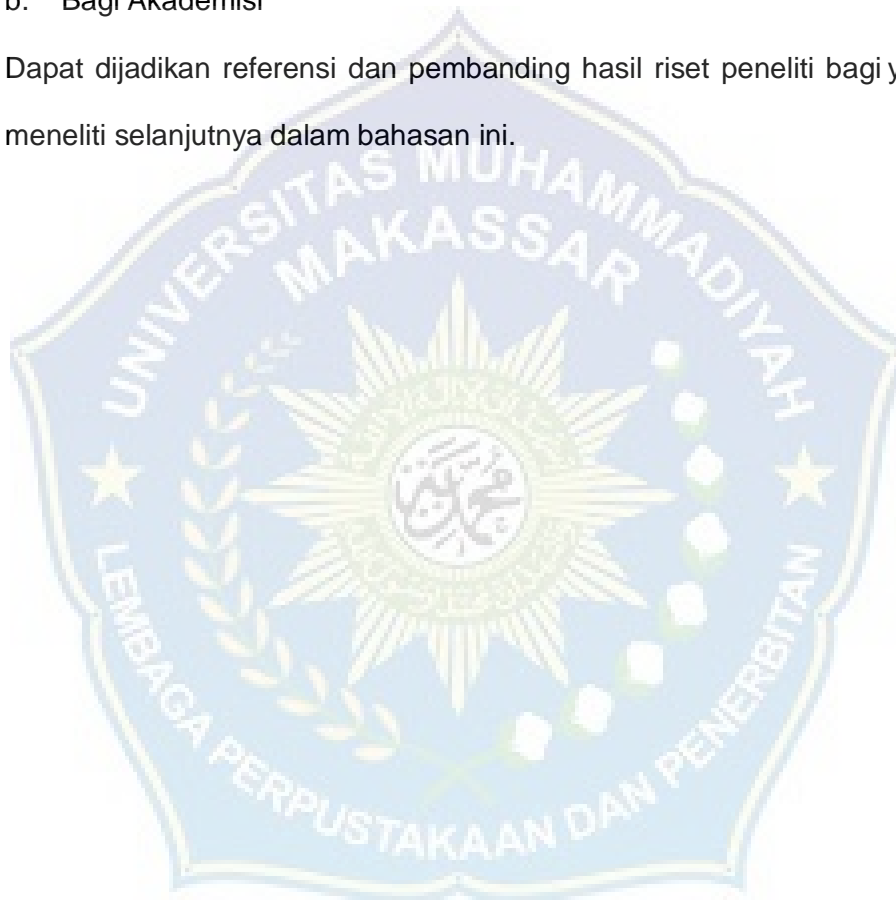 b. Bagi Akademisi
Dapat dijadikan referensi dan pembanding hasil riset peneliti bagi y
meneliti selanjutnya dalam bahasan ini.
UNIVERSITAS MUHAMMADIYAH
MAKASSAR
LEMBAGA PERPUSTAKAAN DAN PENERBITAN